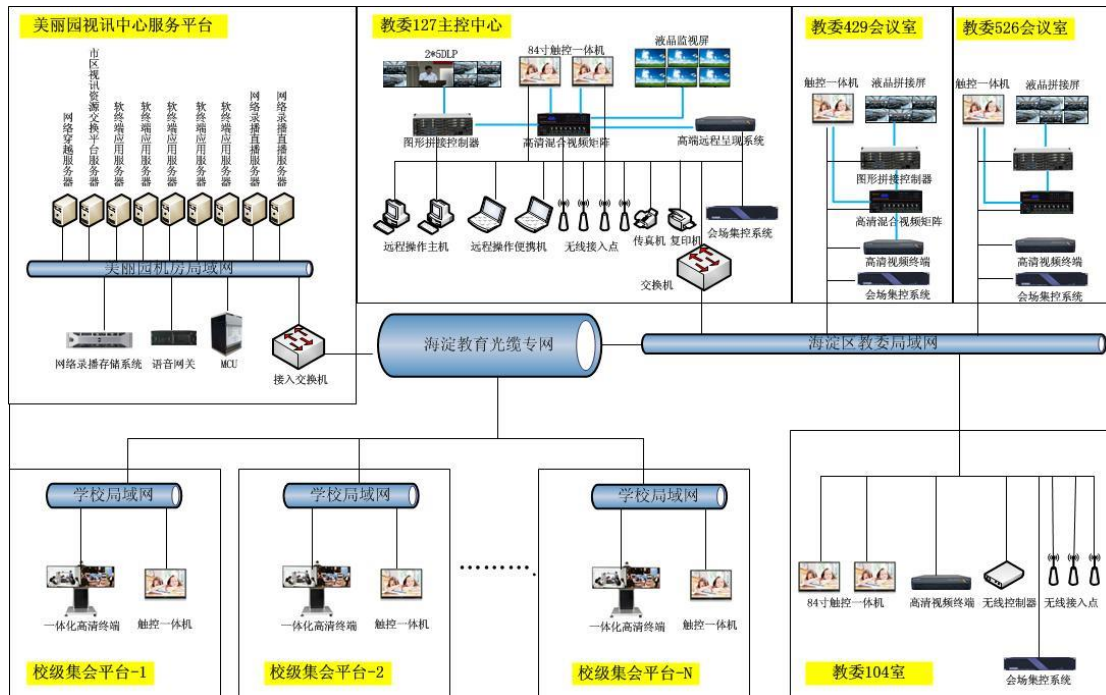 美丽园视讯中心服务平台
网络穿越服务器
市区视讯资源交换平台服务器
软终端应用服务器
软终端应用服务器
软终端应用服务器
软终端应用服务器
软终端应用服务器
网络录播直播服务器
网络录播直播服务器
美丽园机房局域网
网络录播存储系统
语音网关
MCU
接入交换机
教委127主控中心
2*5DLP
84寸触控一体机
液晶监视屏
图形拼接控制器
高清混合视频矩阵
高端远程呈现系统
远程操作主机
远程操作便携机
无线接入点
传真机
复印机
会场集控系统
交换机
教委429会议室
触控一体机
液晶拼接屏
图形拼接控制器
高清混合视频矩阵
高清视频终端
会场集控系统
教委526会议室
触控一体机
液晶拼接屏
高清视频终端
会场集控系统
海淀教育光缆专网
海淀区教委局域网
学校局域网
一体化高清终端
触控一体机
校级集会平台-1
学校局域网
一体化高清终端
触控一体机
校级集会平台-2
学校局域网
一体化高清终端
触控一体机
校级集会平台-N
84寸触控一体机
高清视频终端
无线控制器
无线接入点
会场集控系统
教委104室